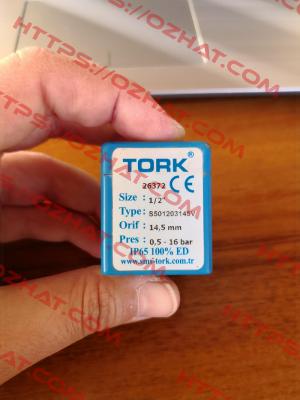 TORK®
26372 CE
Size : 1/2"
Type: S501203145V
Orif : 14,5 mm
Pres : 0,5 - 16 bar
IP65 100% ED
www.sms-tork.com.tr
HTTPS://OZHAT.COM